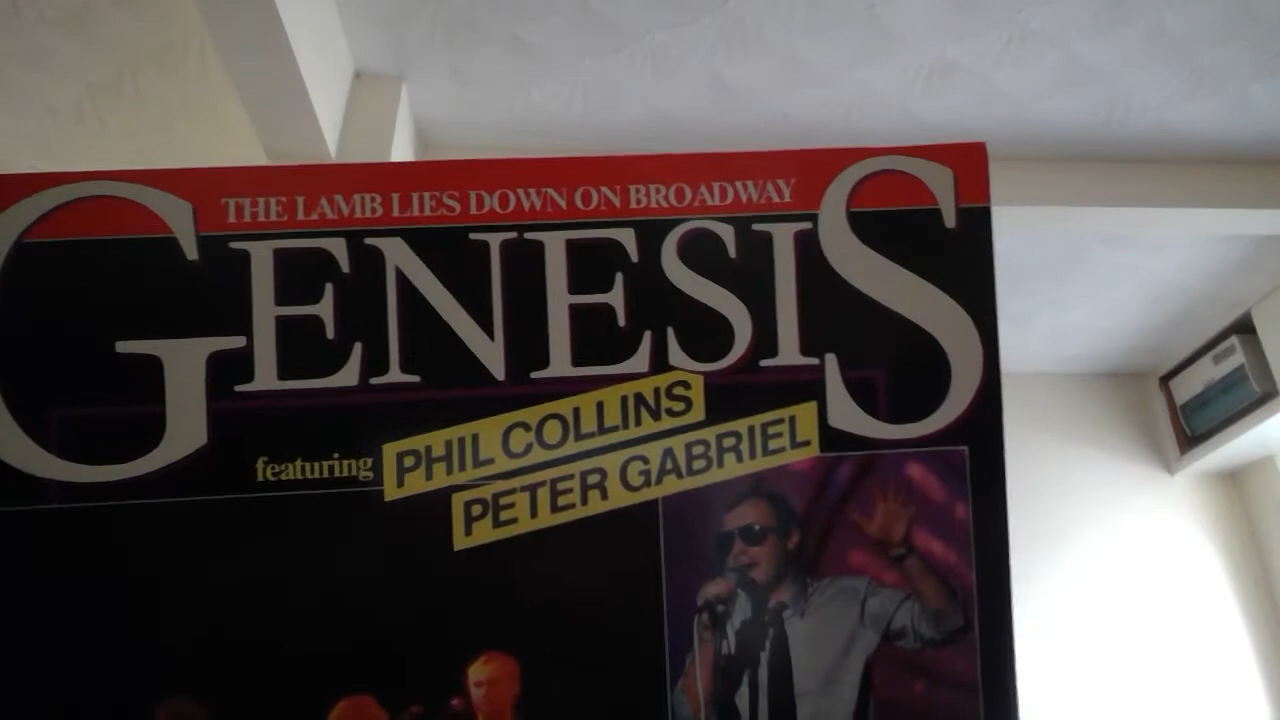 THE LAMB LIES DOWN ON BROADWAY
GENESIS
featuring PHIL COLLINS
PETER GABRIEL